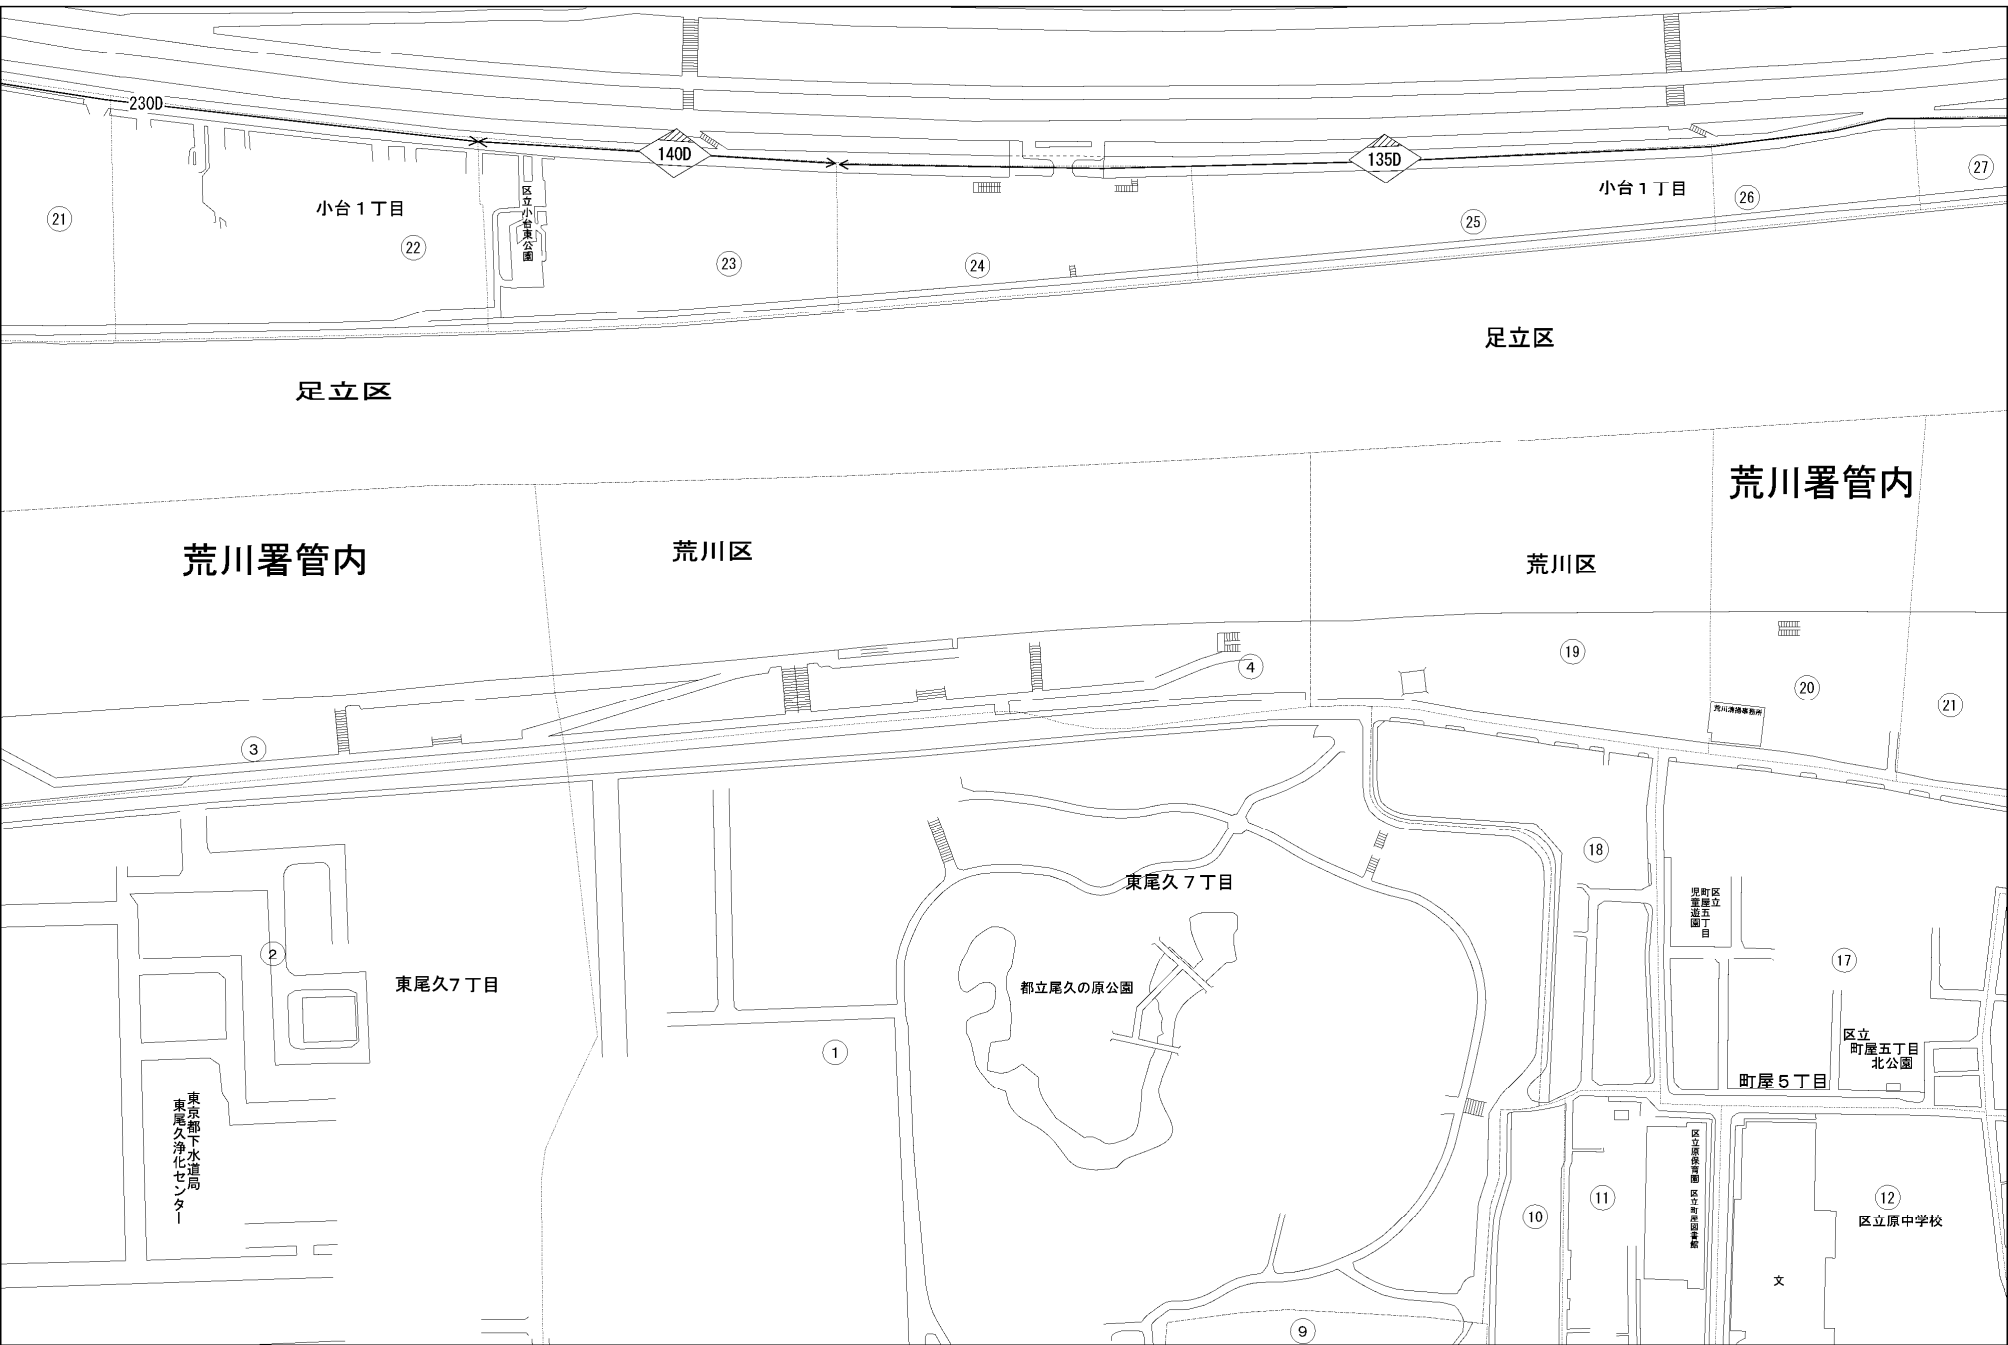 230D
140D
135D
小台１丁目
小台１丁目
21
22
区立小台東公園
23
24
25
26
27
足立区
足立区
荒川署管内
荒川署管内
荒川区
荒川区
3
4
19
20
21
荒川清掃事務所
18
区立
町屋五丁目
児童遊園
17
東尾久７丁目
2
東尾久７丁目
都立尾久の原公園
1
区立
町屋五丁目
北公園
町屋５丁目
東京都下水道局
東尾久浄化センター
区立原保育園 区立町屋図書館
10
11
12
区立原中学校
文
9